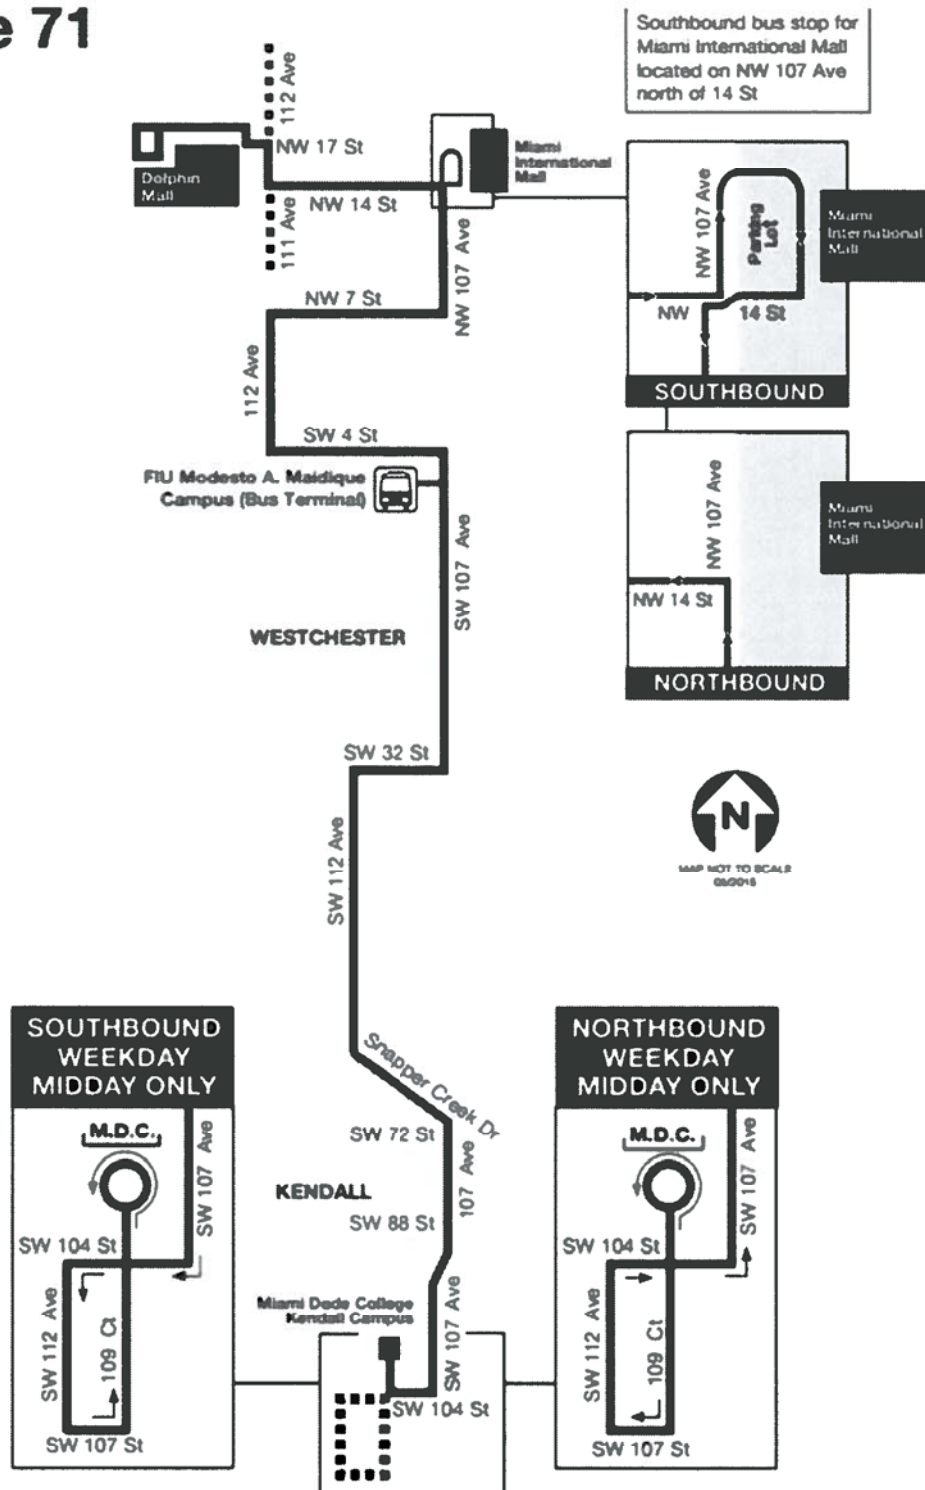 e 71
Southbound bus stop for
Miami International Mall
located on NW 107 Ave
north of 14 St
112 Ave
NW 17 St
Dolphin
Mall
Miami
International
Mall
NW 14 St
111 Ave
NW 107 Ave
NW 7 St
112 Ave
SW 4 St
FIU Modesto A. Maidique
Campus (Bus Terminal)
SW 107 Ave
WESTCHESTER
SW 32 St
SW 112 Ave
Snapper Creek Dr
SW 72 St
107 Ave
KENDALL
SW 88 St
Miami Dade College
Kendall Campus
SW 107 Ave
SW 104 St
NW 107 Ave
Parking
Lot
Miami
International
Mall
NW
14 St
SOUTHBOUND
NW 107 Ave
Miami
International
Mall
NW 14 St
NORTHBOUND
N
MAP NOT TO SCALE
SOUTHBOUND
WEEKDAY
MIDDAY ONLY
M.D.C.
SW 107 Ave
SW 104 St
SW 112 Ave
109 Ct
SW 107 St
NORTHBOUND
WEEKDAY
MIDDAY ONLY
M.D.C.
SW 107 Ave
SW 104 St
SW 112 Ave
109 Ct
SW 107 St